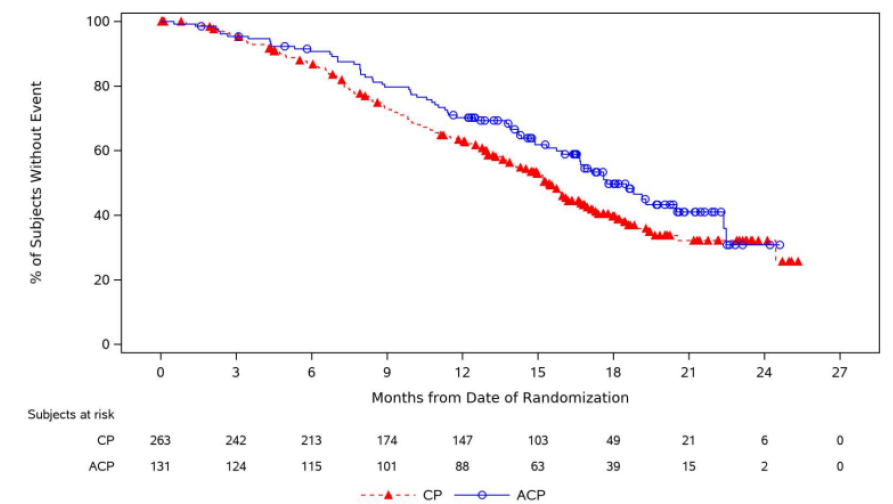 % of Subjects Without Event
100
80
60
40
20
0
0 3 6 9 12 15 18 21 24 27
Months from Date of Randomization
Subjects at risk
CP 263 242 213 174 147 103 49 21 6 0
ACP 131 124 115 101 88 63 39 15 2 0
CP ACP